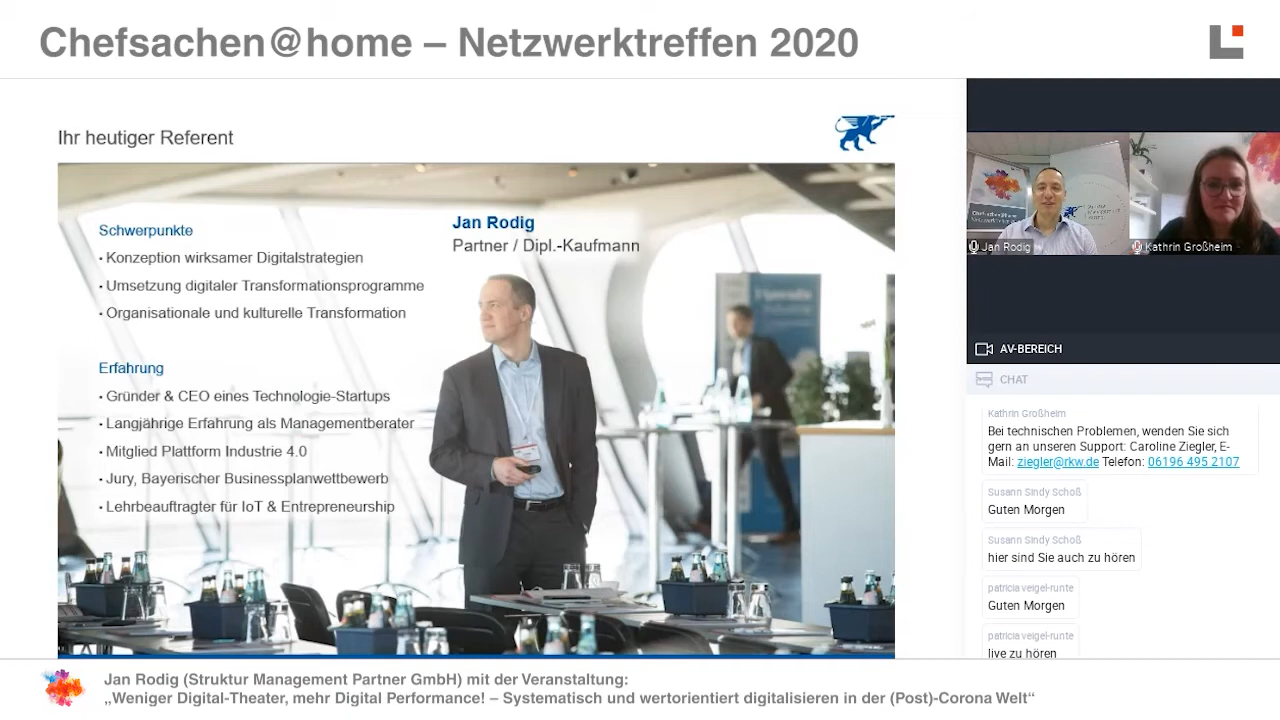 Chefsachen@home – Netzwerktreffen 2020
Ihr heutiger Referent
Jan Rodig
Partner / Dipl.-Kaufmann
Schwerpunkte
• Konzeption wirksamer Digitalstrategien
• Umsetzung digitaler Transformationsprogramme
• Organisationale und kulturelle Transformation
Erfahrung
• Gründer & CEO eines Technologie-Startups
• Langjährige Erfahrung als Managementberater
• Mitglied Plattform Industrie 4.0
• Jury, Bayerischer Businessplanwettbewerb
• Lehrbeauftragter für IoT & Entrepreneurship
Jan Rodig
Kathrin Großheim
AV-BEREICH
CHAT
Kathrin Großheim
Bei technischen Problemen, wenden Sie sich
gern an unseren Support: Caroline Ziegler, E-
Mail: ziegler@rkw.de Telefon: 06196 495 2107
Susann Sindy Schoß
Guten Morgen
Susann Sindy Schoß
hier sind Sie auch zu hören
patricia veigel-runte
Guten Morgen
patricia veigel-runte
live zu hören
Jan Rodig (Struktur Management Partner GmbH) mit der Veranstaltung:
„Weniger Digital-Theater, mehr Digital Performance! – Systematisch und wertorientiert digitalisieren in der (Post)-Corona Welt“